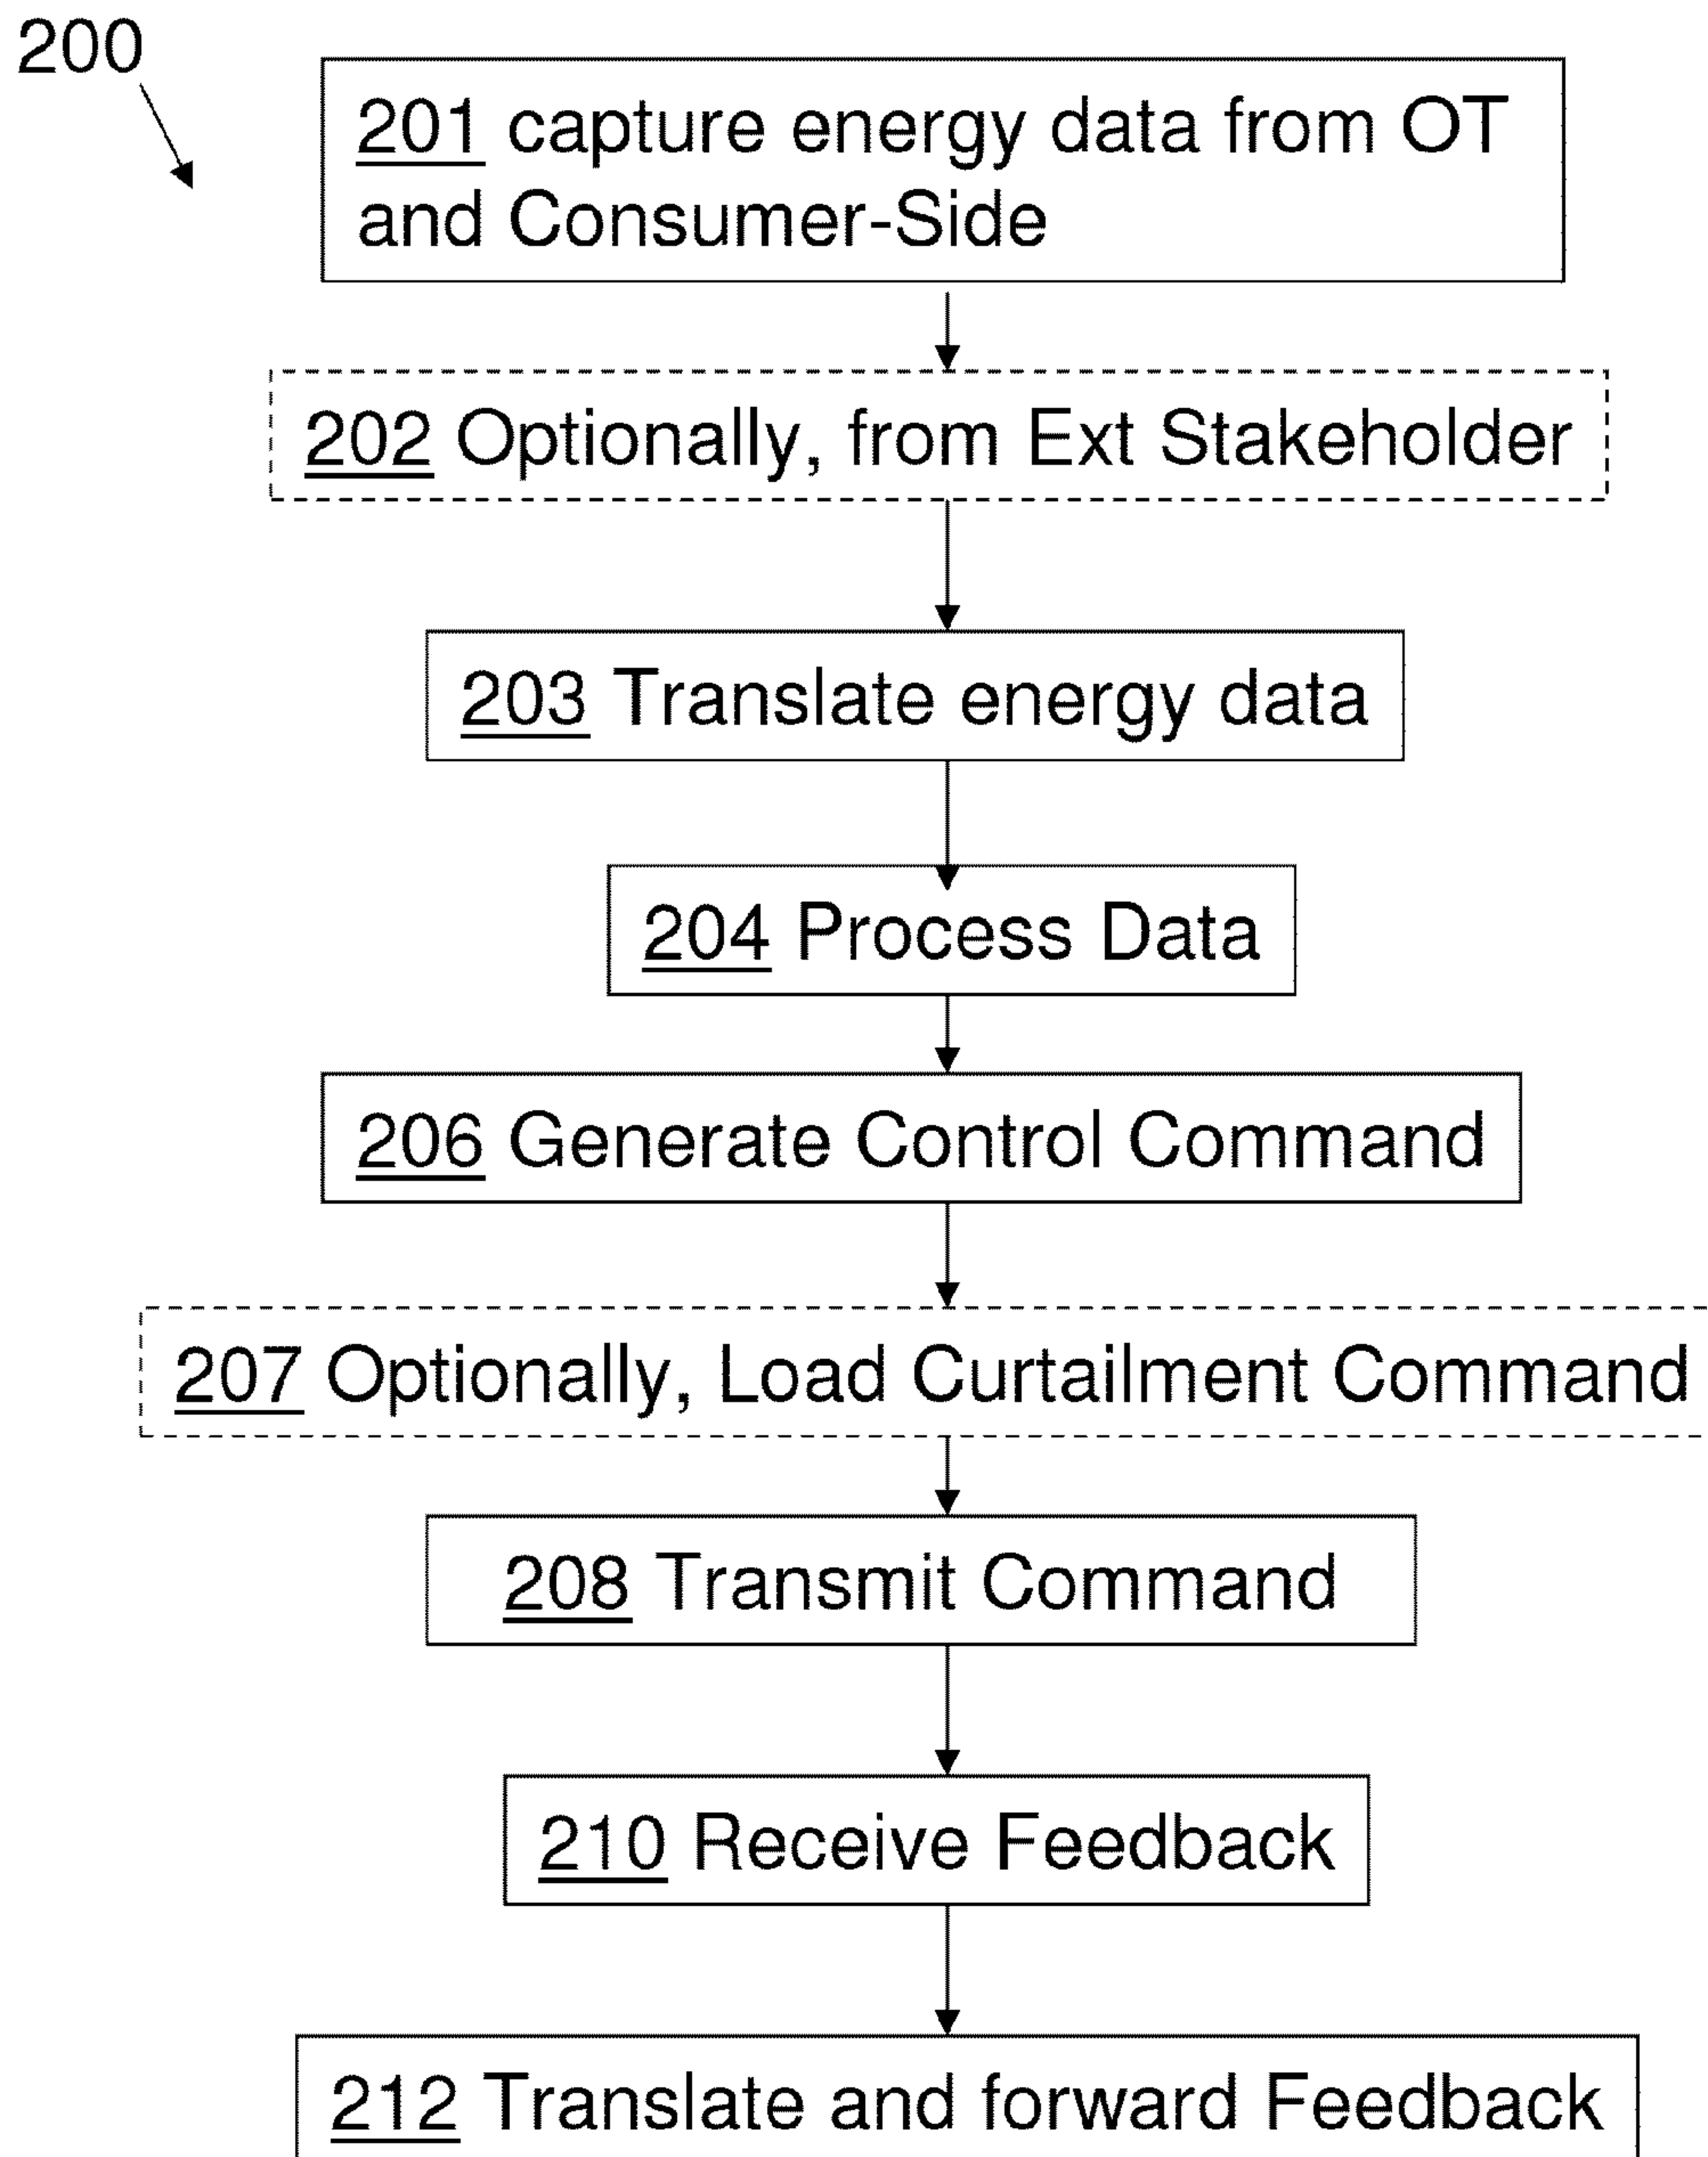 200
201 capture energy data from OT
and Consumer-Side
202 Optionally, from Ext Stakeholder
203 Translate energy data
204 Process Data
206 Generate Control Command
207 Optionally, Load Curtailment Command
208 Transmit Command
210 Receive Feedback
212 Translate and forward Feedback